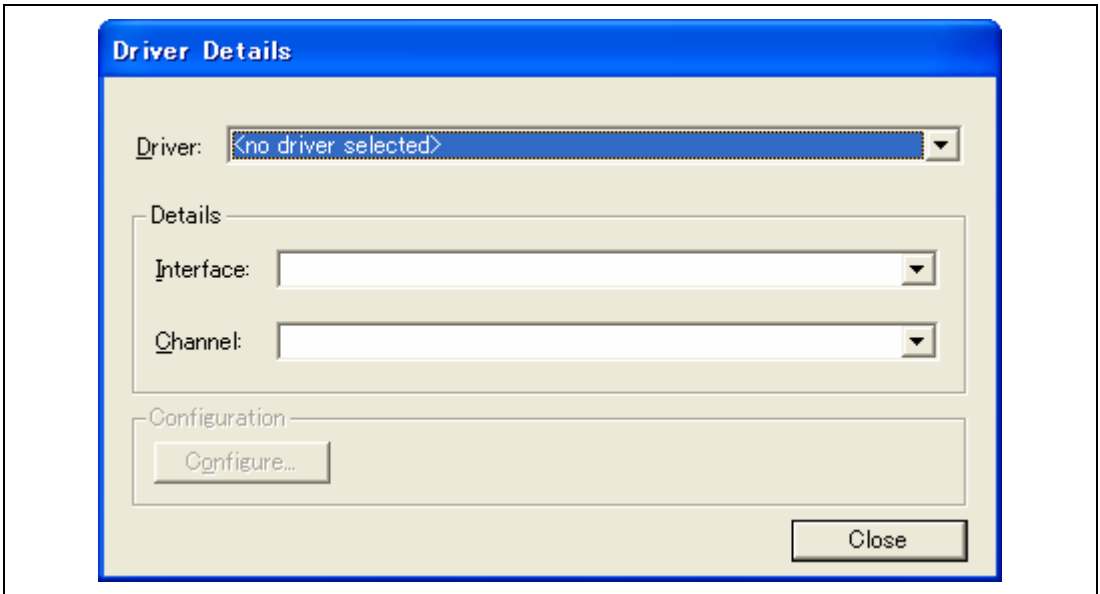 Driver Details
Driver: <no driver selected>
Details
Interface:
Channel:
Configuration
Configure...
Close